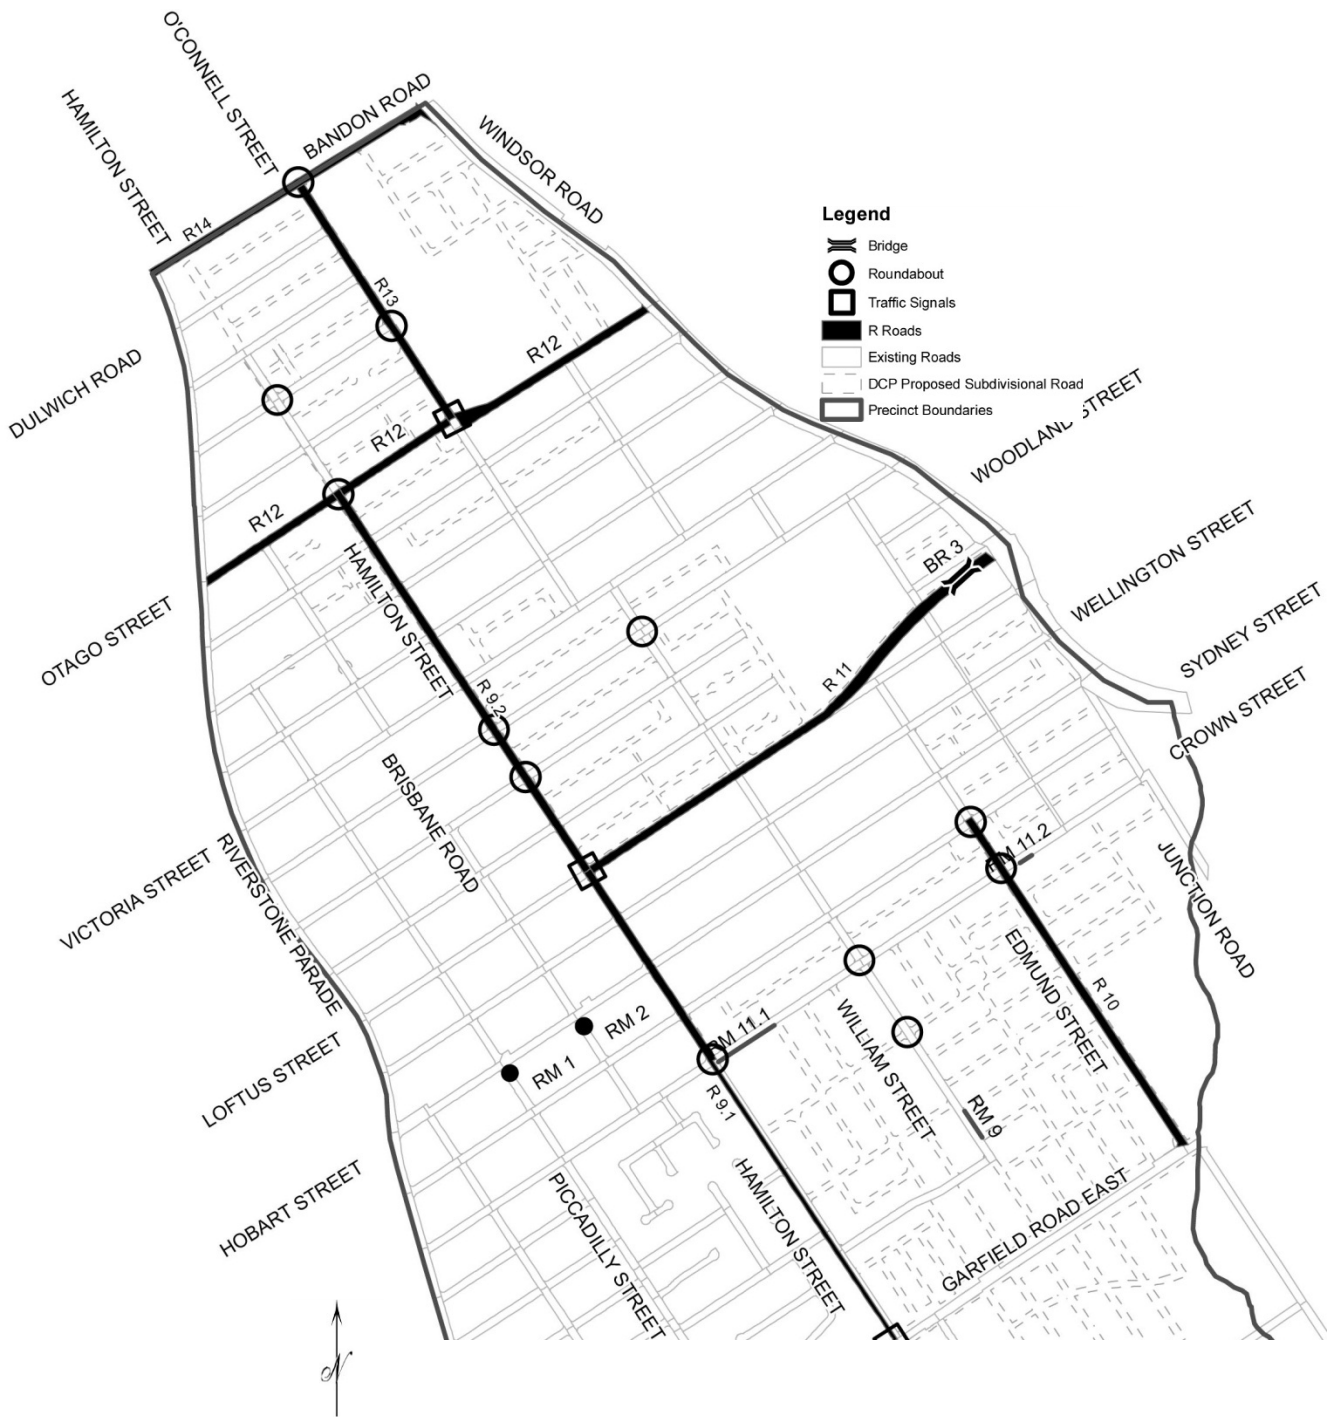 O'CONNELL STREET
HAMILTON STREET
BANDON ROAD
WINDSOR ROAD
R14
R13
DULWICH ROAD
R12
R12
R12
Legend
Bridge
Roundabout
Traffic Signals
R Roads
Existing Roads
DCP Proposed Subdivisional Road
Precinct Boundaries
WOODLAND STREET
WELLINGTON STREET
SYDNEY STREET
CROWN STREET
BR 3
R 11
OTAGO STREET
HAMILTON STREET
R 9.2
BRISBANE ROAD
VICTORIA STREET
RIVERSTONE PARADE
RM 11.2
JUNCTION ROAD
EDMUND STREET
R 10
LOFTUS STREET
RM 2
RM 1
RM 11.1
R 9.1
WILLIAM STREET
RM 9
HOBART STREET
PICCADILLY STREET
HAMILTON STREET
GARFIELD ROAD EAST
N